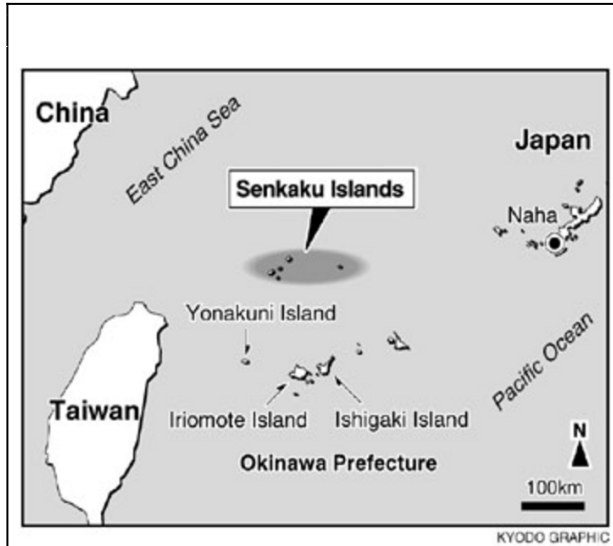 China
East China Sea
Japan
Senkaku Islands
Naha
Yonakuni Island
Pacific Ocean
Taiwan
Iriomote Island
Ishigaki Island
Okinawa Prefecture
N
100km
KYODO GRAPHIC